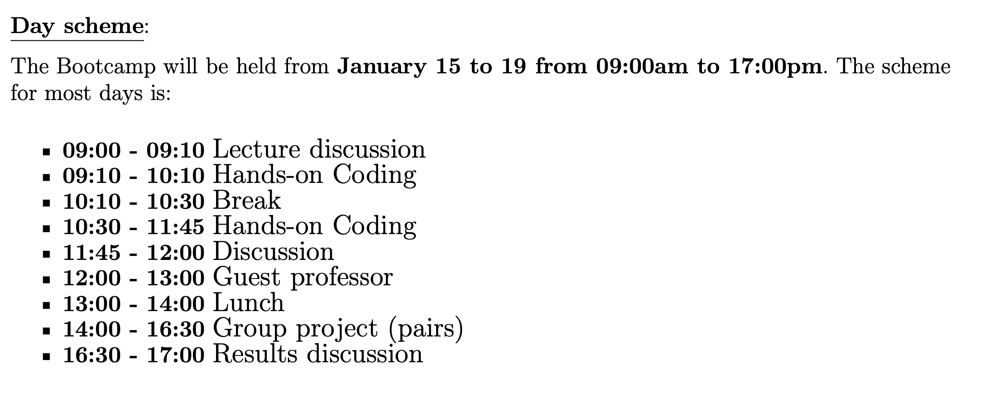 Day scheme:
The Bootcamp will be held from January 15 to 19 from 09:00am to 17:00pm. The scheme
for most days is:
▪ 09:00 - 09:10 Lecture discussion
▪ 09:10 - 10:10 Hands-on Coding
▪ 10:10 - 10:30 Break
▪ 10:30 - 11:45 Hands-on Coding
▪ 11:45 - 12:00 Discussion
▪ 12:00 - 13:00 Guest professor
▪ 13:00 - 14:00 Lunch
▪ 14:00 - 16:30 Group project (pairs)
▪ 16:30 - 17:00 Results discussion